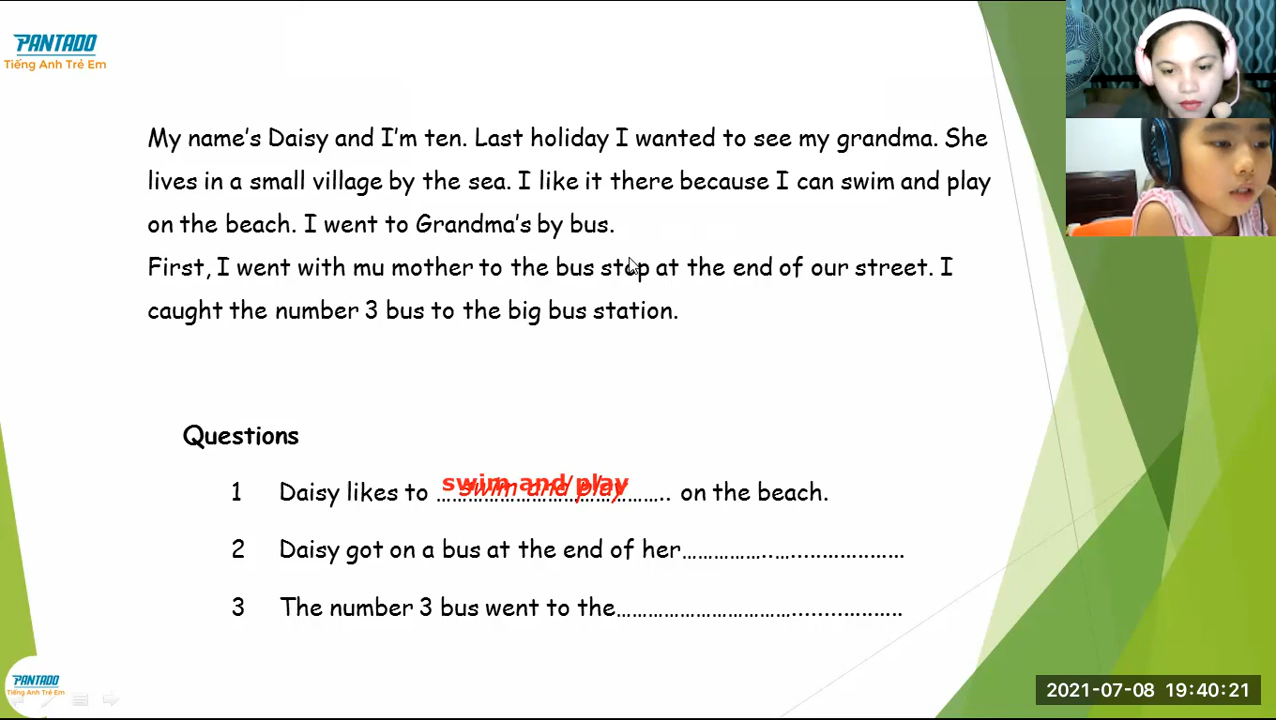 PANTADO
Tiếng Anh Trẻ Em
My name's Daisy and I'm ten. Last holiday I wanted to see my grandma. She
lives in a small village by the sea. I like it there because I can swim and play
on the beach. I went to Grandma's by bus.
First, I went with mu mother to the bus stop at the end of our street. I
caught the number 3 bus to the big bus station.
Questions
swim and play
1 Daisy likes to ...swim and play... on the beach.
2 Daisy got on a bus at the end of her..............................
3 The number 3 bus went to the..............................
PANTADO
Tiếng Anh Trẻ Em
2021-07-08 19:40:21